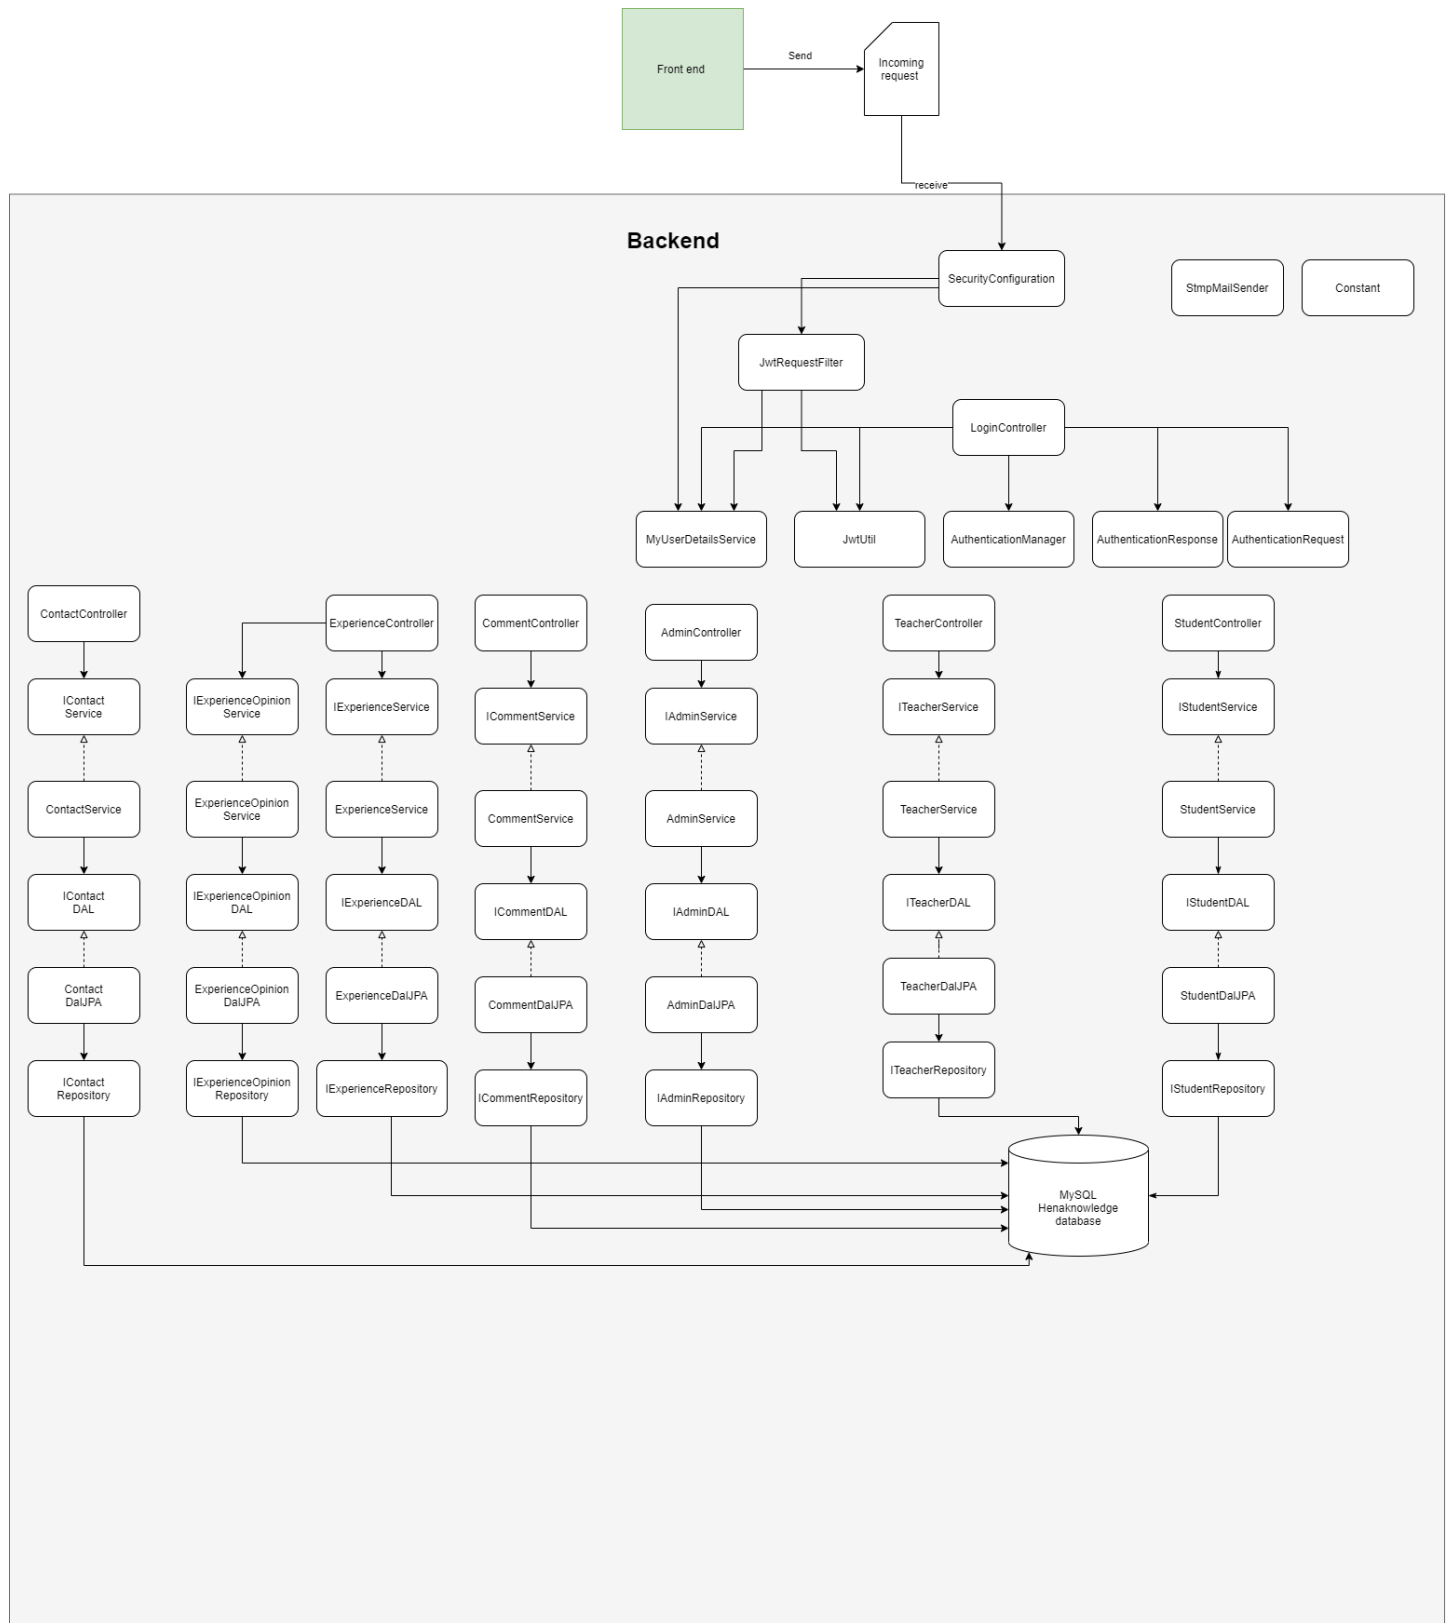 Front end
Send
Incoming
request
receive
Backend
SecurityConfiguration
StmpMailSender
Constant
JwtRequestFilter
LoginController
MyUserDetailsService
JwtUtil
AuthenticationManager
AuthenticationResponse
AuthenticationRequest
ContactController
ExperienceController
CommentController
AdminController
TeacherController
StudentController
IContact
Service
IExperienceOpinion
Service
IExperienceService
ICommentService
IAdminService
ITeacherService
IStudentService
ContactService
ExperienceOpinion
Service
ExperienceService
CommentService
AdminService
TeacherService
StudentService
IContact
DAL
IExperienceOpinion
DAL
IExperienceDAL
ICommentDAL
IAdminDAL
ITeacherDAL
IStudentDAL
Contact
DalJPA
ExperienceOpinion
DalJPA
ExperienceDalJPA
CommentDalJPA
AdminDalJPA
TeacherDalJPA
StudentDalJPA
IContact
Repository
IExperienceOpinion
Repository
IExperienceRepository
ICommentRepository
IAdminRepository
ITeacherRepository
IStudentRepository
MySQL
Henaknowledge
database